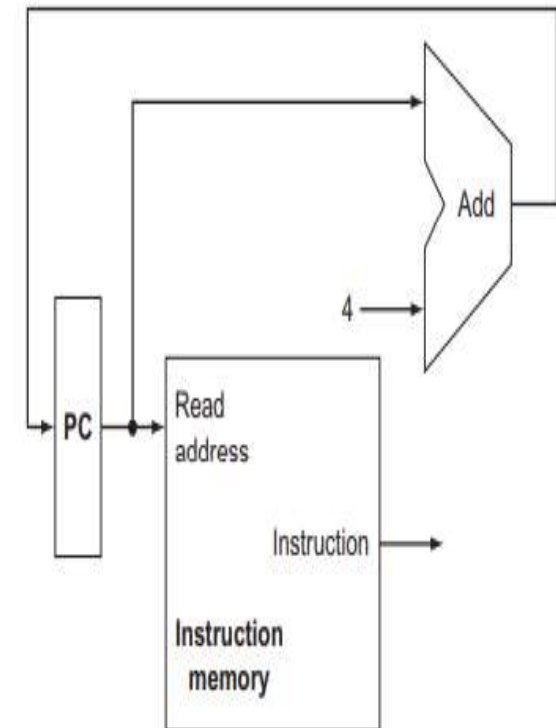 Add
4
PC
Read
address
Instruction
Instruction
memory